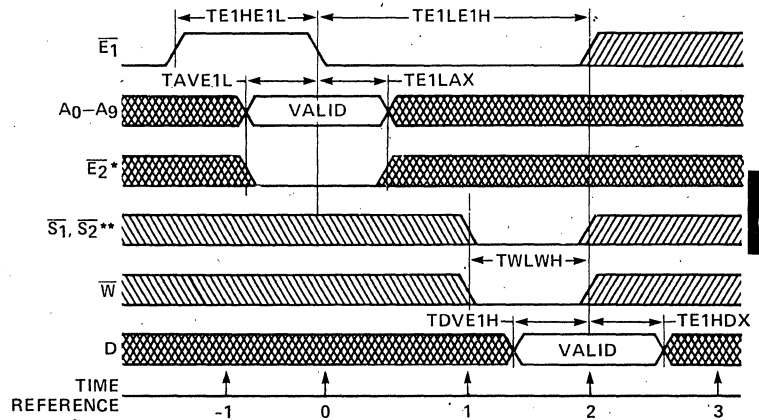 TE1HE1L TE1LE1H
E1
TAVE1L TE1LAX
A0–A9 VALID
E2*
S1, S2**
TWLWH
W
TDVE1H TE1HDX
D VALID
TIME
REFERENCE -1 0 1 2 3